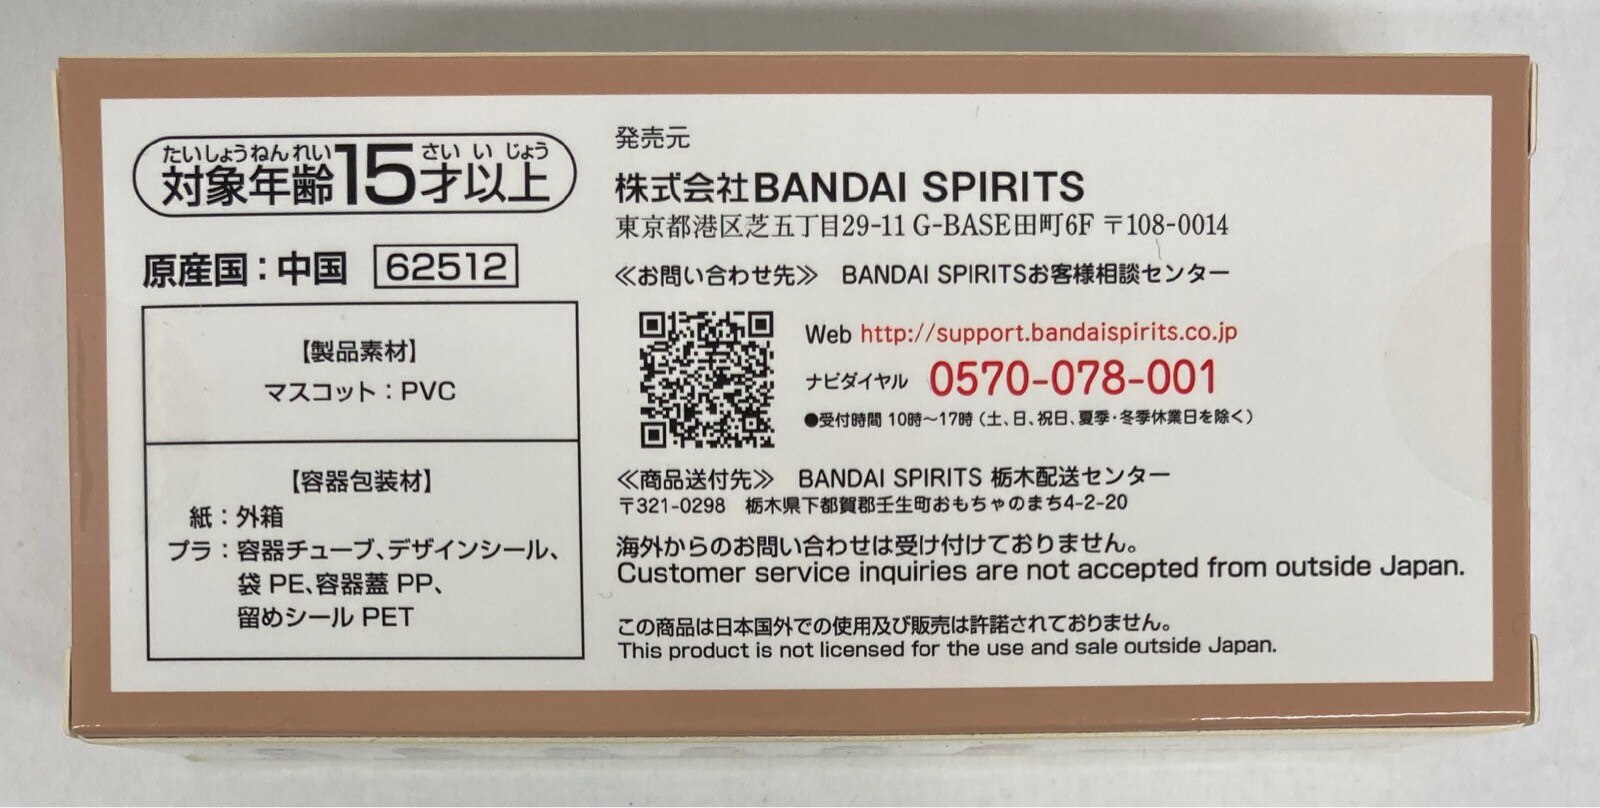 たいしょうねんれい さい い じょう
対象年齢15才以上
原産国：中国 62512
【製品素材】
マスコット：PVC
【容器包装材】
紙：外箱
プラ：容器チューブ、デザインシール、
袋 PE、容器蓋 PP、
留めシール PET
発売元
株式会社BANDAI SPIRITS
東京都港区芝五丁目29-11 G-BASE田町6F 〒108-0014
≪お問い合わせ先≫ BANDAI SPIRITSお客様相談センター
Web http://support.bandaispirits.co.jp
ナビダイヤル 0570-078-001
●受付時間 10時〜17時（土、日、祝日、夏季・冬季休業日を除く）
≪商品送付先≫ BANDAI SPIRITS 栃木配送センター
〒321-0298 栃木県下都賀郡壬生町おもちゃのまち4-2-20
海外からのお問い合わせは受け付けておりません。
Customer service inquiries are not accepted from outside Japan.
この商品は日本国外での使用及び販売は許諾されておりません。
This product is not licensed for the use and sale outside Japan.